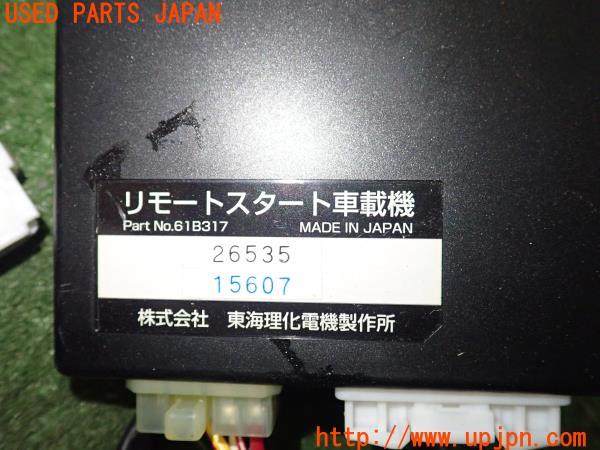 USED PARTS JAPAN
リモートスタート車載機
Part No.61B317 MADE IN JAPAN
26535
15607
株式会社 東海理化電機製作所
http://www.upjpn.com/